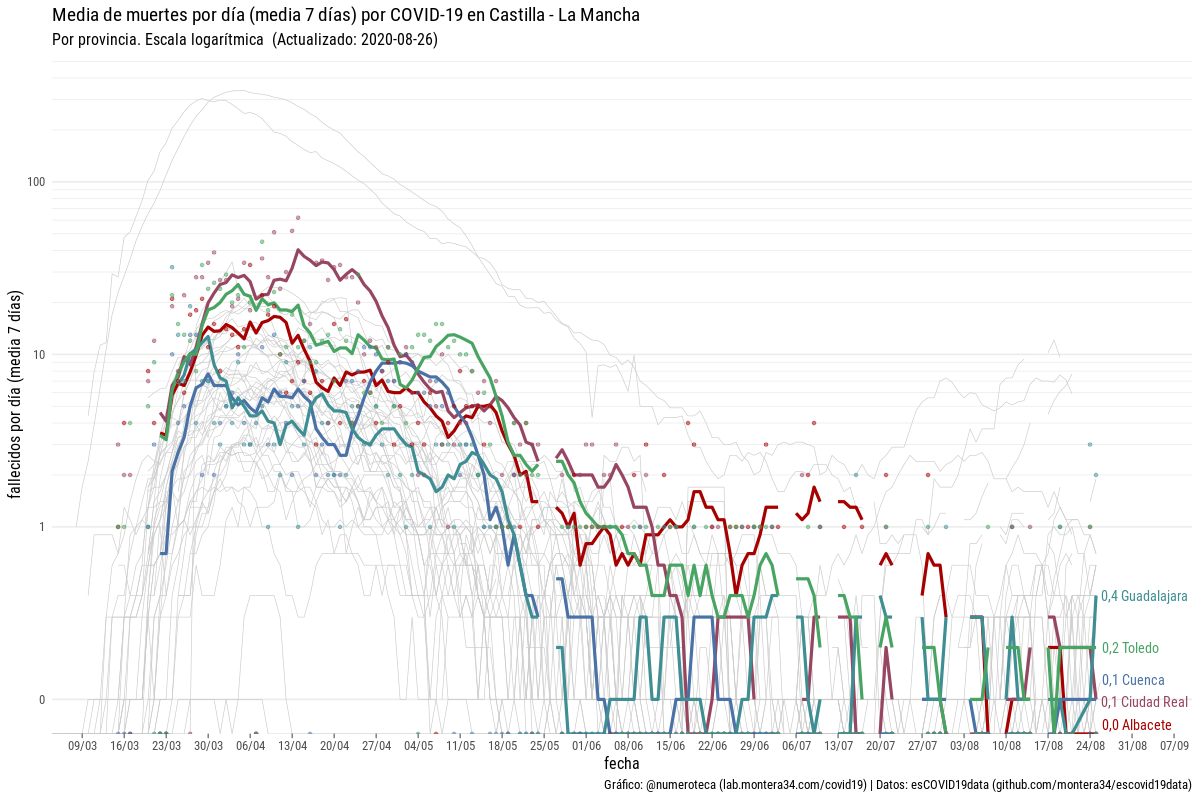 Media de muertes por día (media 7 días) por COVID-19 en Castilla - La Mancha
Por provincia. Escala logarítmica (Actualizado: 2020-08-26)
fallecidos por día (media 7 días)
100
10
1
0
0,4 Guadalajara
0,2 Toledo
0,1 Cuenca
0,1 Ciudad Real
0,0 Albacete
09/03 16/03 23/03 30/03 06/04 13/04 20/04 27/04 04/05 11/05 18/05 25/05 01/06 08/06 15/06 22/06 29/06 06/07 13/07 20/07 27/07 03/08 10/08 17/08 24/08 31/08 07/09
fecha
Gráfico: @numeroteca (lab.montera34.com/covid19) | Datos: esCOVID19data (github.com/montera34/escovid19data)